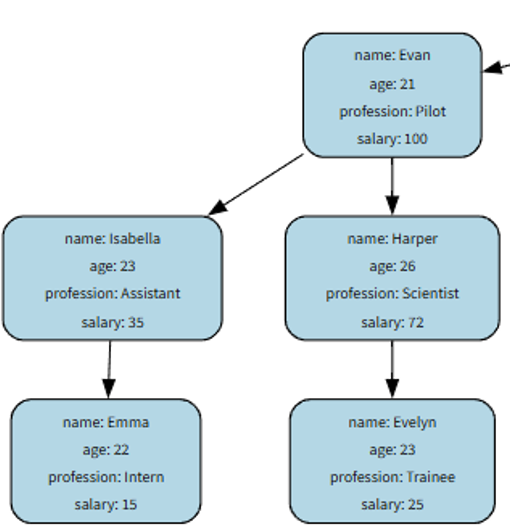 name: Evan
age: 21
profession: Pilot
salary: 100
name: Isabella
age: 23
profession: Assistant
salary: 35
name: Harper
age: 26
profession: Scientist
salary: 72
name: Emma
age: 22
profession: Intern
salary: 15
name: Evelyn
age: 23
profession: Trainee
salary: 25